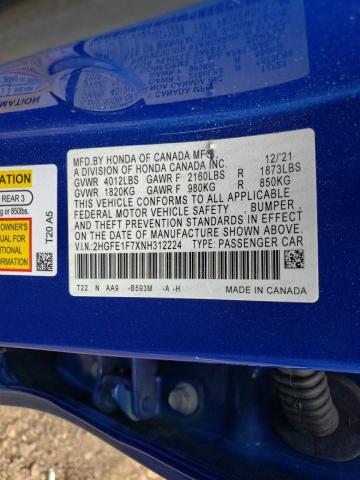 MFD.BY HONDA OF CANADA MFG. 12/21
A DIVISION OF HONDA CANADA INC.
GVWR 4012LBS GAWR F 2160LBS R 1873LBS
GVWR 1820KG GAWR F 980KG R 850KG
THIS VEHICLE CONFORMS TO ALL APPLICABLE
FEDERAL MOTOR VEHICLE SAFETY BUMPER,
AND THEFT PREVENTION STANDARDS IN EFFECT
ON THE DATE OF MANUFACTURE SHOWN ABOVE.
V.I.N.:2HGFE1F7XNH312224 TYPE: PASSENGER CAR
T22 N AA9 -B593M -A -H MADE IN CANADA
REAR 3
or 850lbs.
T20 A5